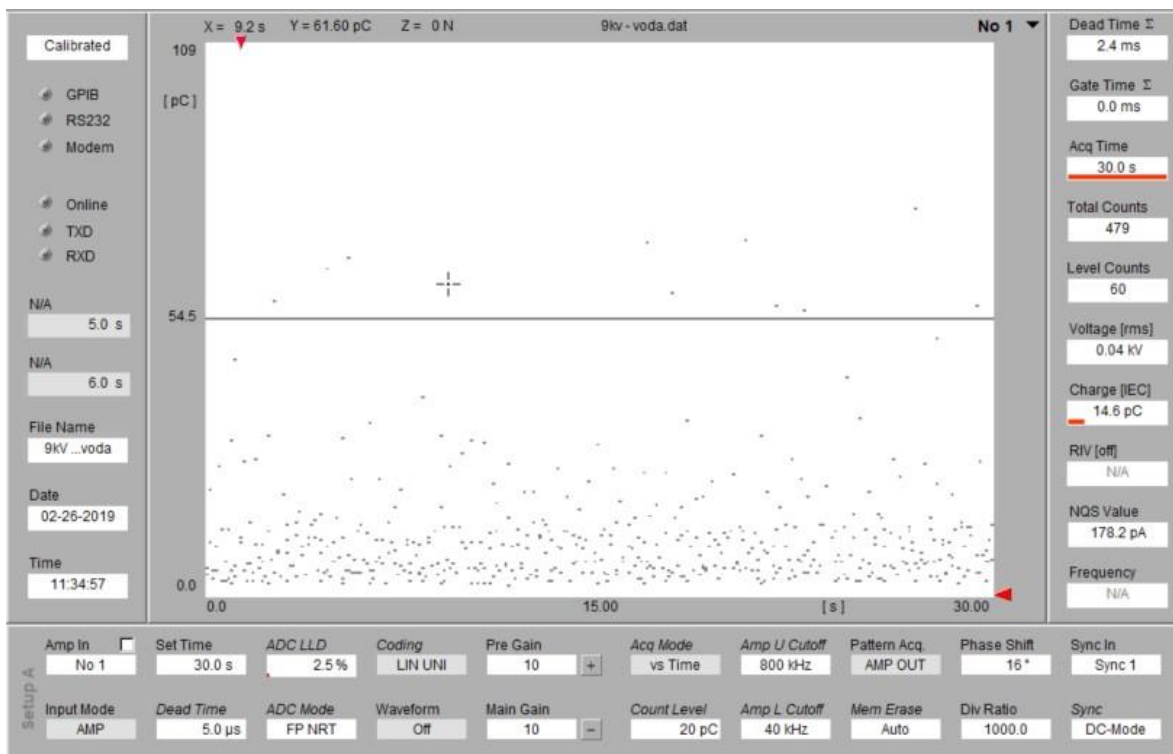 X = 9.2 s Y = 61.60 pC Z = 0 N 9kv - voda.dat No 1
Calibrated
GPIB
RS232
Modem
Online
TXD
RXD
N/A
5.0 s
N/A
6.0 s
File Name
9kV ...voda
Date
02-26-2019
Time
11:34:57
109
[ pC ]
54.5
0.0
0.0 15.00 [ s ] 30.00
Dead Time Σ
2.4 ms
Gate Time Σ
0.0 ms
Acq Time
30.0 s
Total Counts
479
Level Counts
60
Voltage [rms]
0.04 kV
Charge [IEC]
14.6 pC
RIV [off]
N/A
NQS Value
178.2 pA
Frequency
N/A
Setup A
Amp In Set Time ADC LLD Coding Pre Gain Acq Mode Amp U Cutoff Pattern Acq. Phase Shift Sync In
No 1 30.0 s 2.5 % LIN UNI 10 + vs Time 800 kHz AMP OUT 16 ° Sync 1
Input Mode Dead Time ADC Mode Waveform Main Gain Count Level Amp L Cutoff Mem Erase Div Ratio Sync
AMP 5.0 µs FP NRT Off 10 – 20 pC 40 kHz Auto 1000.0 DC-Mode